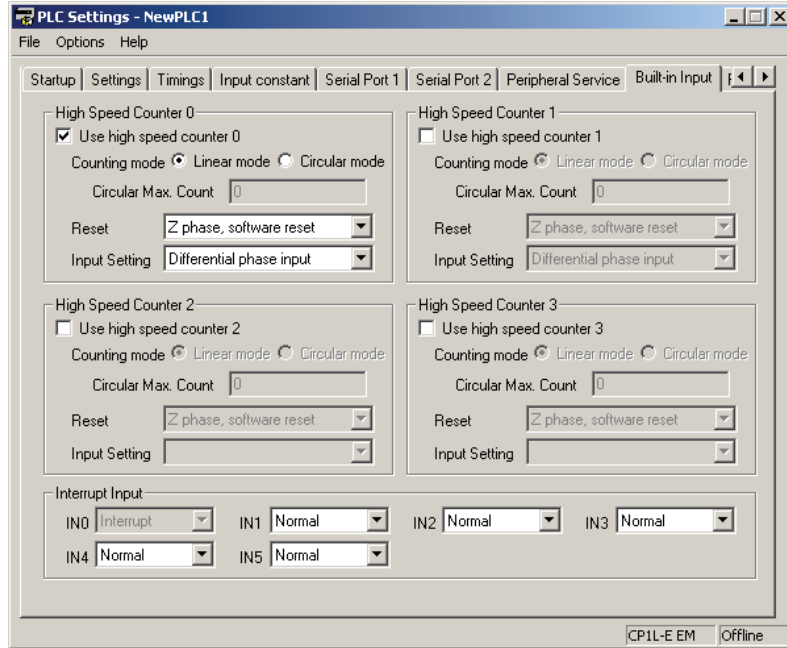 PLC Settings - NewPLC1
File Options Help
Startup Settings Timings Input constant Serial Port 1 Serial Port 2 Peripheral Service Built-in Input
High Speed Counter 0
Use high speed counter 0
Counting mode Linear mode Circular mode
Circular Max. Count 0
Reset Z phase, software reset
Input Setting Differential phase input
High Speed Counter 1
Use high speed counter 1
Counting mode Linear mode Circular mode
Circular Max. Count 0
Reset Z phase, software reset
Input Setting Differential phase input
High Speed Counter 2
Use high speed counter 2
Counting mode Linear mode Circular mode
Circular Max. Count 0
Reset Z phase, software reset
Input Setting
High Speed Counter 3
Use high speed counter 3
Counting mode Linear mode Circular mode
Circular Max. Count 0
Reset Z phase, software reset
Input Setting
Interrupt Input
IN0 Interrupt IN1 Normal IN2 Normal IN3 Normal
IN4 Normal IN5 Normal
CP1L-E EM Offline